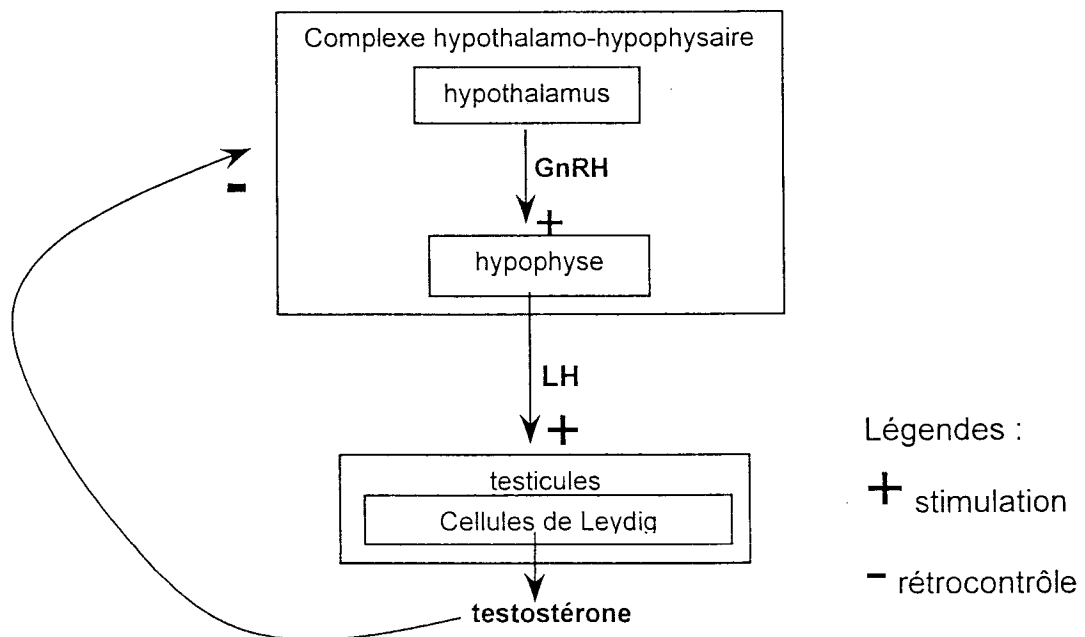 Complexe hypothalamo-hypophysaire
hypothalamus
GnRH
+
-
hypophyse
LH
+
testicules
Cellules de Leydig
testostérone
Légendes :
+ stimulation
- rétrocontrôle